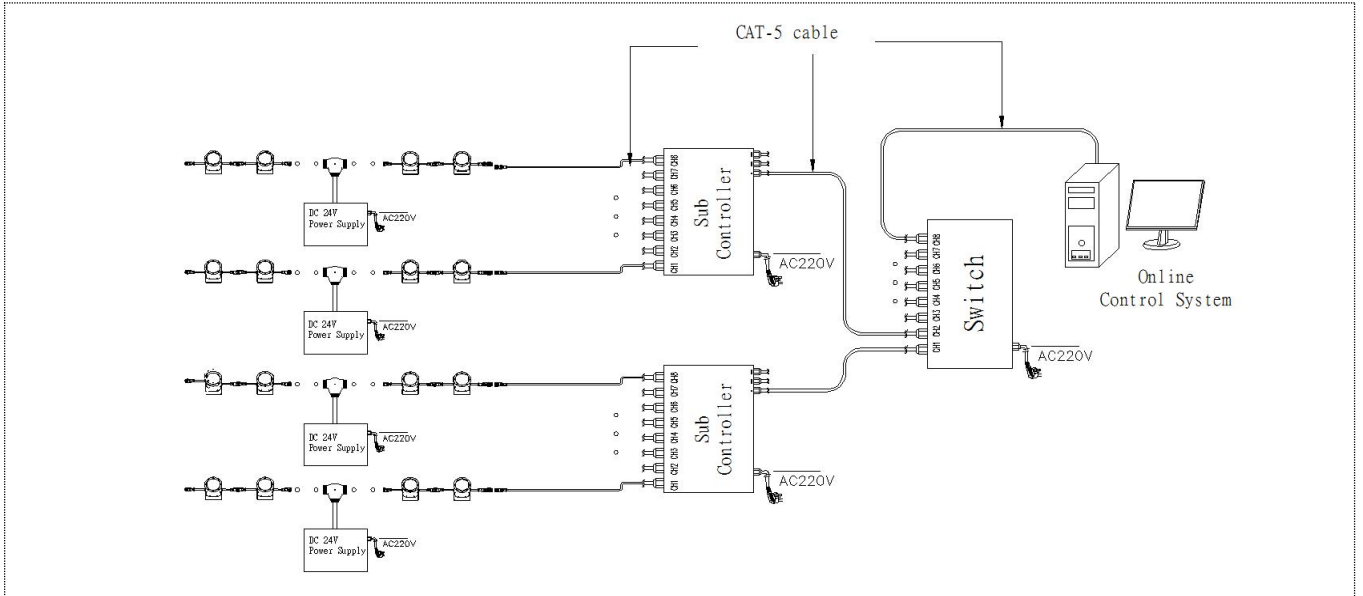 CAT-5 cable
DC 24V
Power Supply
AC220V
DC 24V
Power Supply
AC220V
DC 24V
Power Supply
AC220V
DC 24V
Power Supply
AC220V
CH8
CH7
CH6
CH5
CH4
CH3
CH2
CH1
Sub
Controller
AC220V
CH8
CH7
CH6
CH5
CH4
CH3
CH2
CH1
Sub
Controller
AC220V
CH8
CH7
CH6
CH5
CH4
CH3
CH2
CH1
Switch
AC220V
Online
Control System